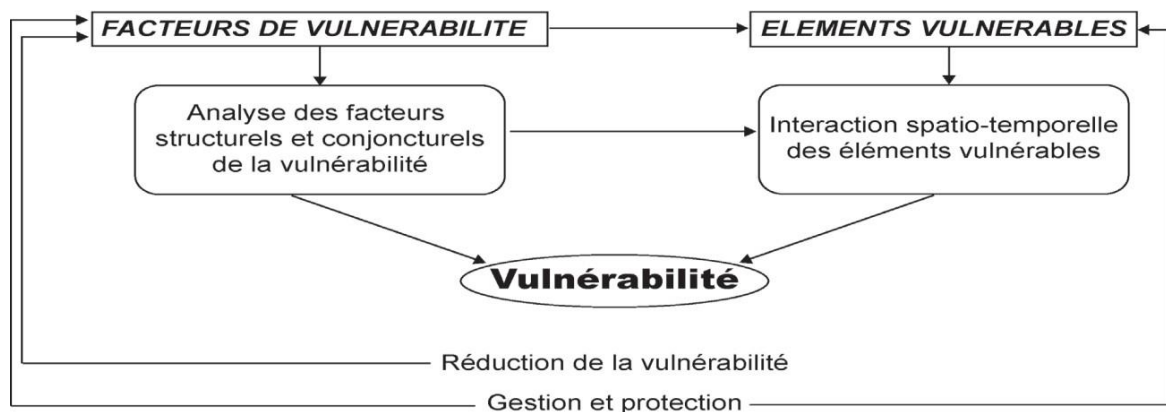 FACTEURS DE VULNERABILITE
ELEMENTS VULNERABLES
Analyse des facteurs
structurels et conjoncturels
de la vulnérabilité
Interaction spatio-temporelle
des éléments vulnérables
Vulnérabilité
Réduction de la vulnérabilité
Gestion et protection